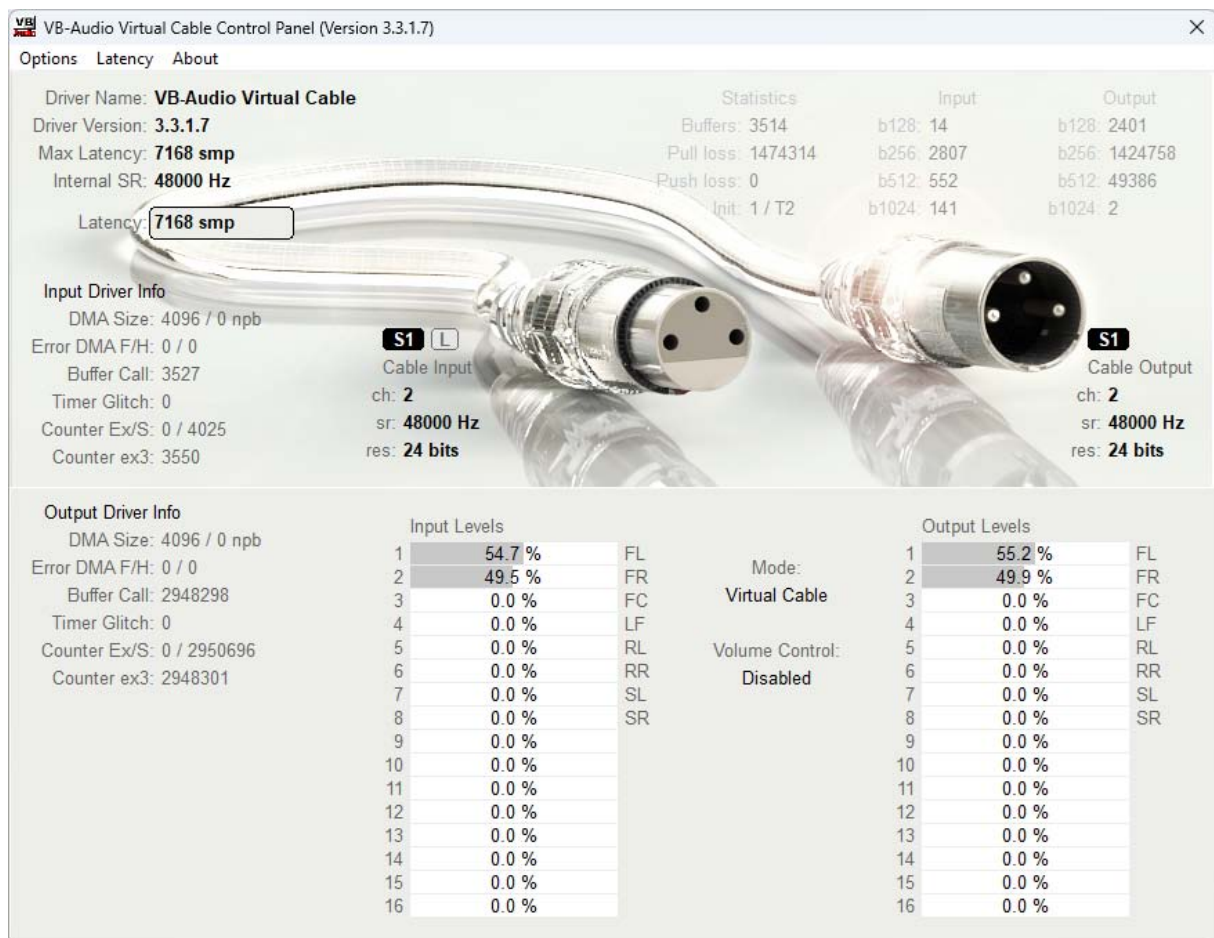 VB-Audio Virtual Cable Control Panel (Version 3.3.1.7)
Options Latency About
Driver Name: VB-Audio Virtual Cable
Driver Version: 3.3.1.7
Max Latency: 7168 smp
Internal SR: 48000 Hz
Latency: 7168 smp
Statistics Input Output
Buffers: 3514 b128: 14 b128: 2401
Pull loss: 1474314 b256: 2807 b256: 1424758
Push loss: 0 b512: 552 b512: 49386
Init: 1 / T2 b1024: 141 b1024: 2
Input Driver Info
DMA Size: 4096 / 0 npb
Error DMA F/H: 0 / 0
Buffer Call: 3527
Timer Glitch: 0
Counter Ex/S: 0 / 4025
Counter ex3: 3550
S1 L
Cable Input
ch: 2
sr: 48000 Hz
res: 24 bits
S1
Cable Output
ch: 2
sr: 48000 Hz
res: 24 bits
Output Driver Info
DMA Size: 4096 / 0 npb
Error DMA F/H: 0 / 0
Buffer Call: 2948298
Timer Glitch: 0
Counter Ex/S: 0 / 2950696
Counter ex3: 2948301
Input Levels
1 54.7 % FL
2 49.5 % FR
3 0.0 % FC
4 0.0 % LF
5 0.0 % RL
6 0.0 % RR
7 0.0 % SL
8 0.0 % SR
9 0.0 %
10 0.0 %
11 0.0 %
12 0.0 %
13 0.0 %
14 0.0 %
15 0.0 %
16 0.0 %
Mode:
Virtual Cable
Volume Control:
Disabled
Output Levels
1 55.2 % FL
2 49.9 % FR
3 0.0 % FC
4 0.0 % LF
5 0.0 % RL
6 0.0 % RR
7 0.0 % SL
8 0.0 % SR
9 0.0 %
10 0.0 %
11 0.0 %
12 0.0 %
13 0.0 %
14 0.0 %
15 0.0 %
16 0.0 %